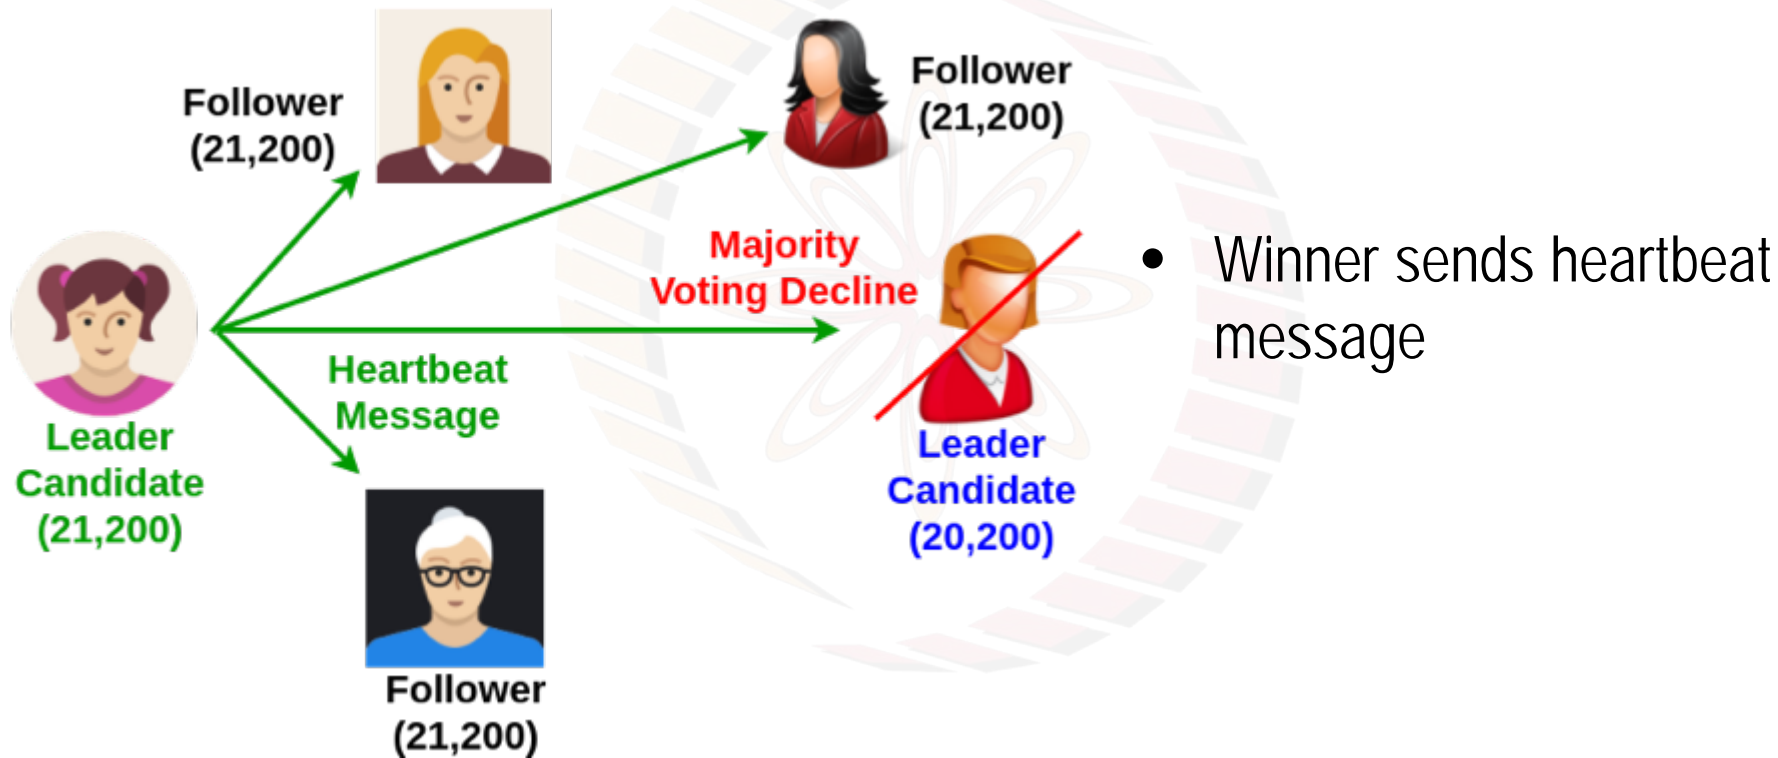 Follower
(21,200)
Follower
(21,200)
Majority
Voting Decline
• Winner sends heartbeat
message
Heartbeat
Message
Leader
Candidate
(21,200)
Leader
Candidate
(20,200)
Follower
(21,200)